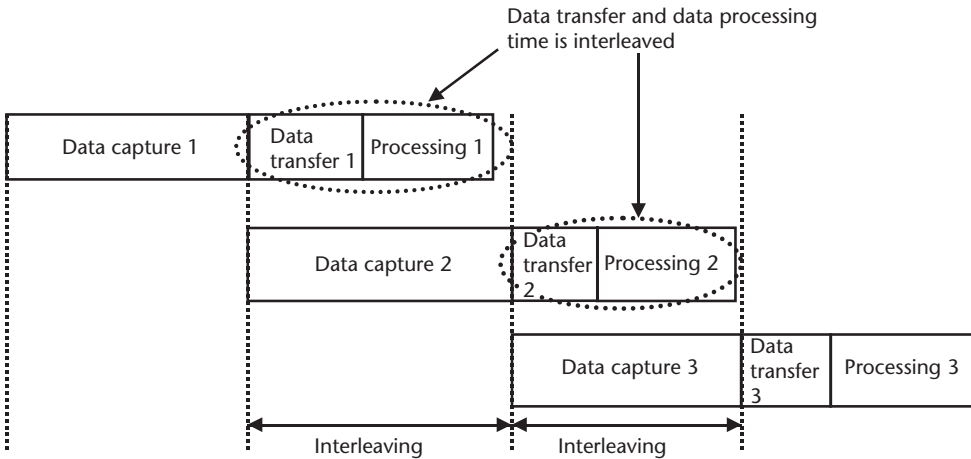 Data transfer and data processing
time is interleaved
Data capture 1
Data
transfer 1
Processing 1
Data capture 2
Data
transfer
2
Processing 2
Data capture 3
Data
transfer
3
Processing 3
Interleaving
Interleaving